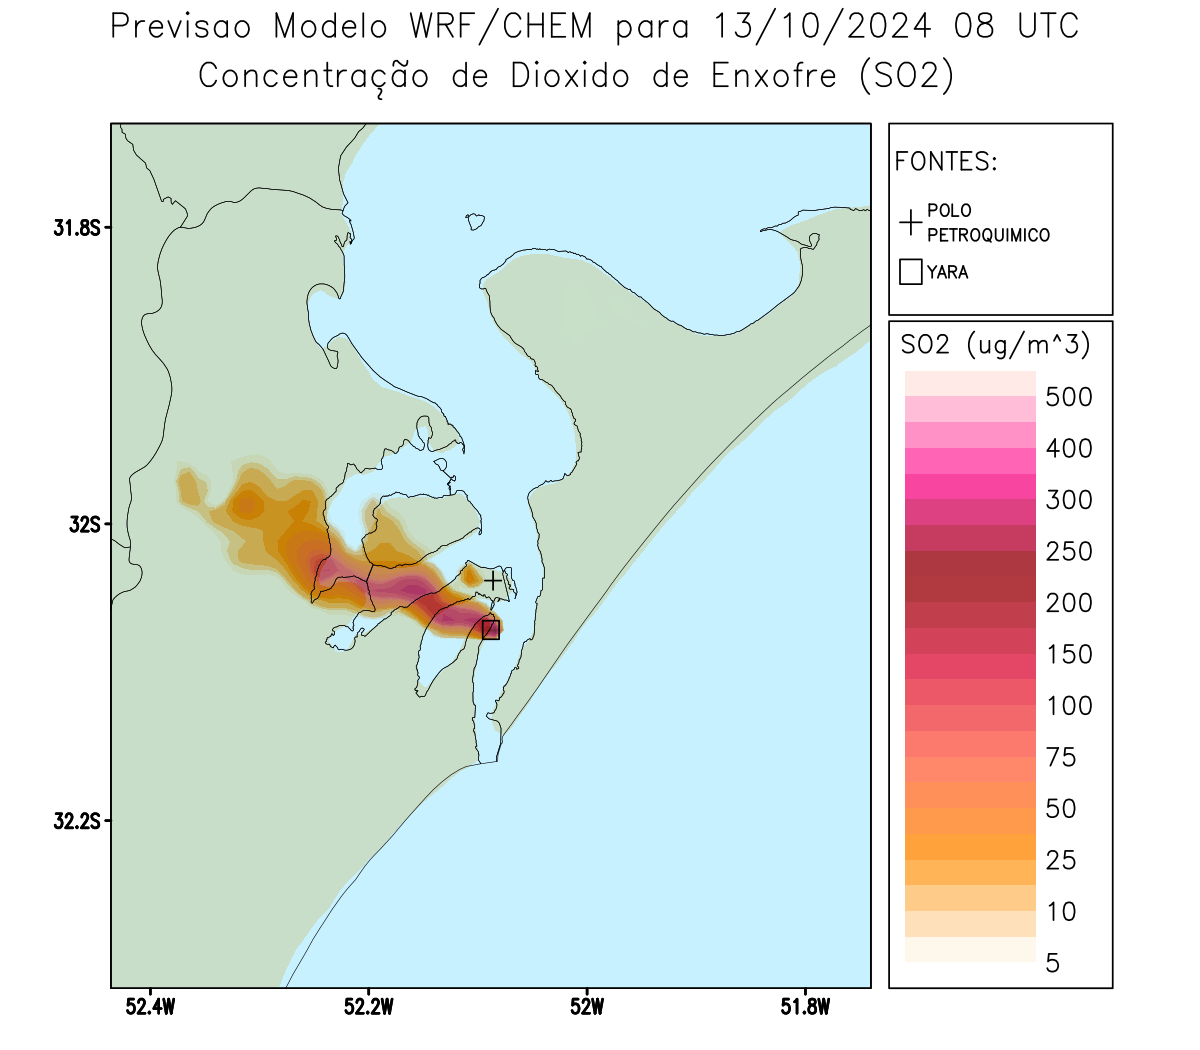 Previsao Modelo WRF/CHEM para 13/10/2024 08 UTC
Concentração de Dioxido de Enxofre (SO2)
FONTES:
POLO
PETROQUIMICO
YARA
31.8S
32S
32.2S
52.4W
52.2W
52W
51.8W
SO2 (ug/m^3)
500
400
300
250
200
150
100
75
50
25
10
5